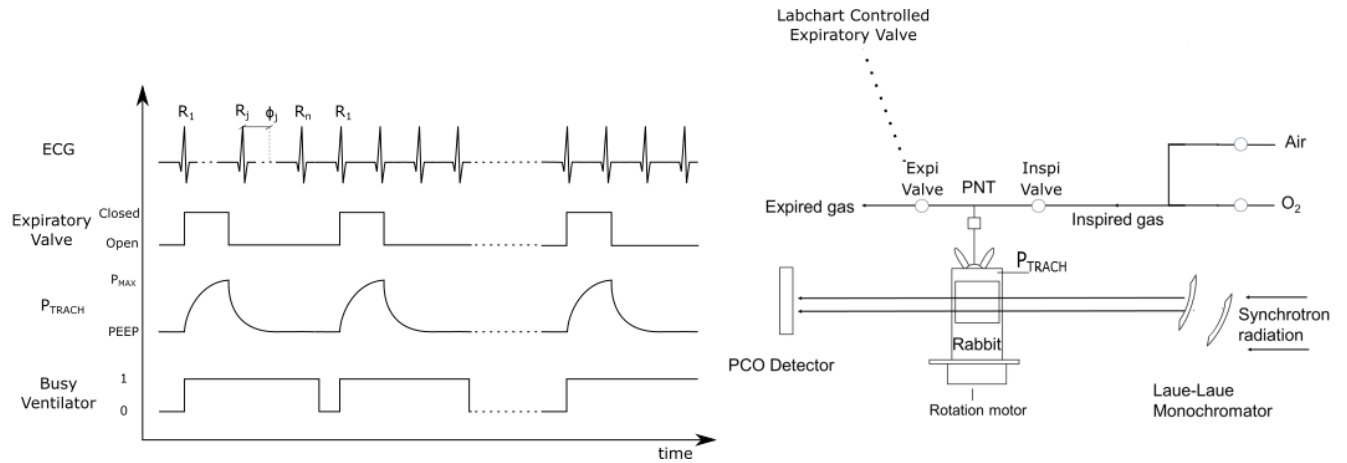 Labchart Controlled
Expiratory Valve
R1 Rj ϕj Rn R1
ECG
Expiratory
Valve
Closed
Open
PTRACH
PMAX
PEEP
Busy
Ventilator
1
0
time
Expi
Valve
PNT
Inspi
Valve
Air
O2
Expired gas
Inspired gas
PTRACH
Synchrotron
radiation
Rabbit
PCO Detector
Rotation motor
Laue-Laue
Monochromator